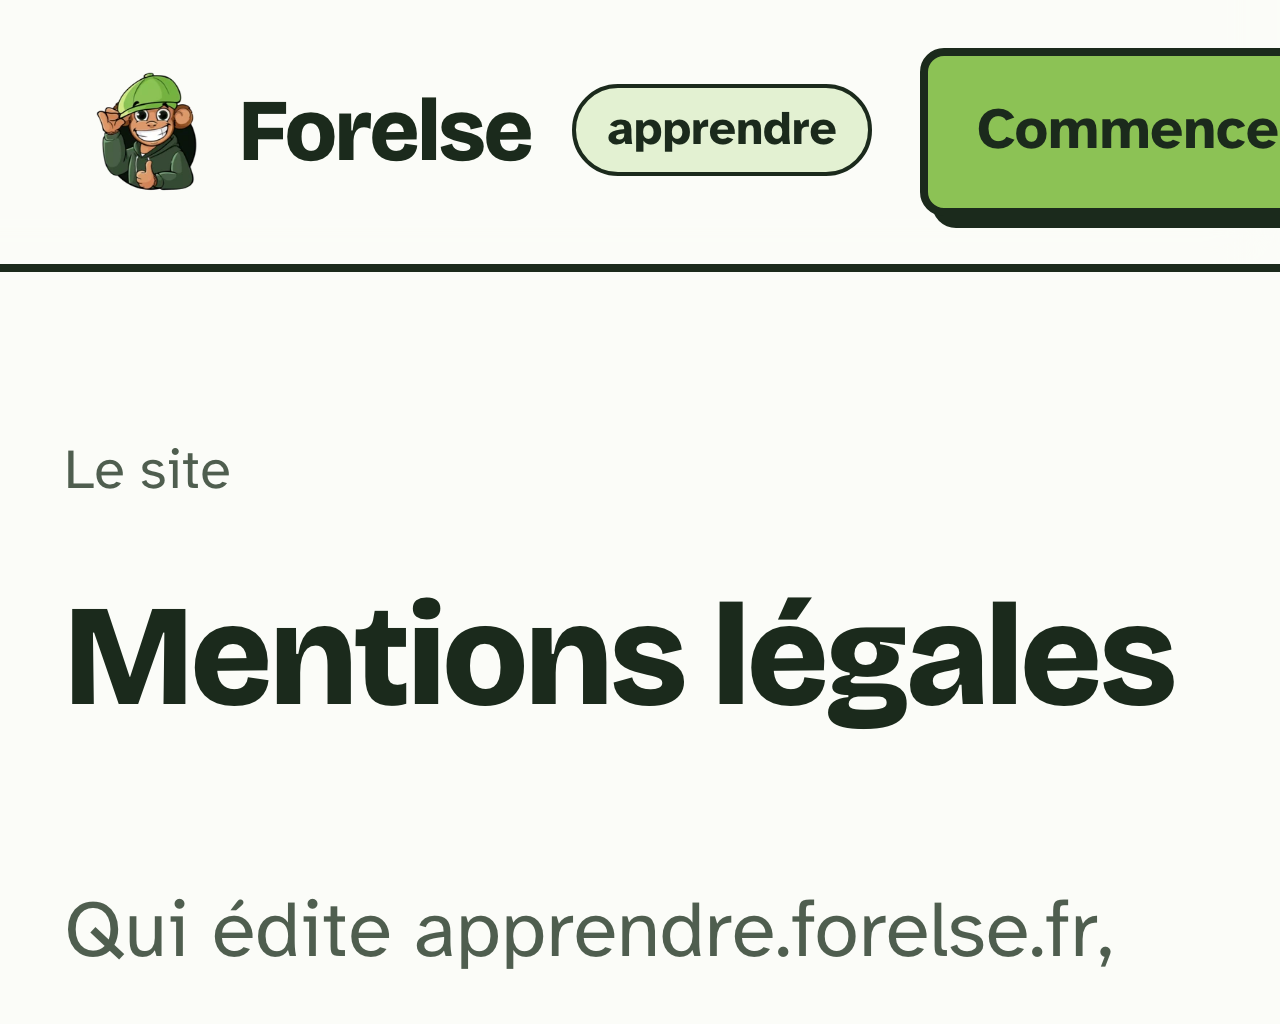 Forelse
apprendre
Commence
Le site
Mentions légales
Qui édite apprendre.forelse.fr,